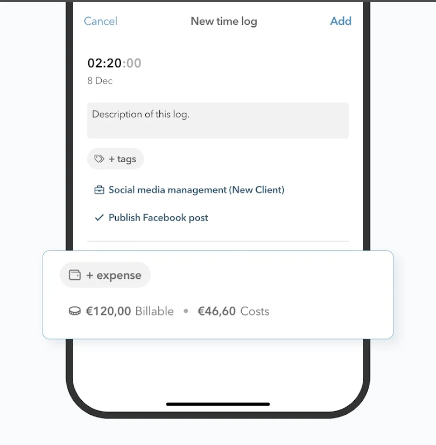 Cancel New time log Add
02:20:00
8 Dec
Description of this log.
+ tags
Social media management (New Client)
Publish Facebook post
+ expense
€120,00 Billable • €46,60 Costs